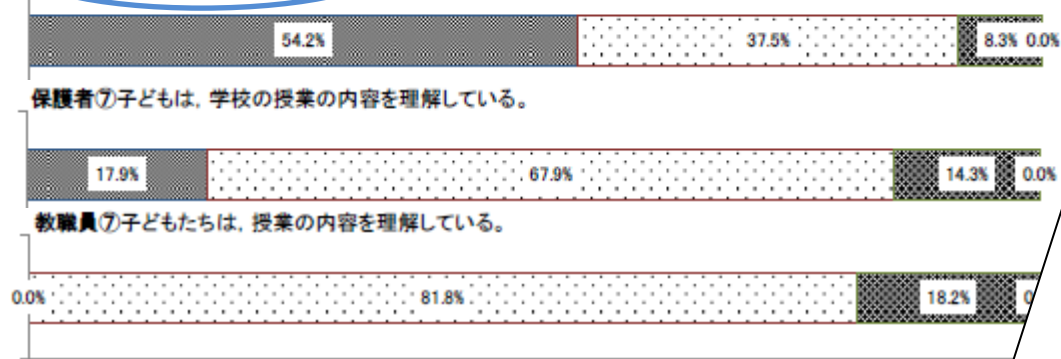 54.2% 37.5% 8.3% 0.0%
保護者⑦子どもは，学校の授業の内容を理解している。
17.9% 67.9% 14.3% 0.0%
教職員⑦子どもたちは，授業の内容を理解している。
0.0% 81.8% 18.2%